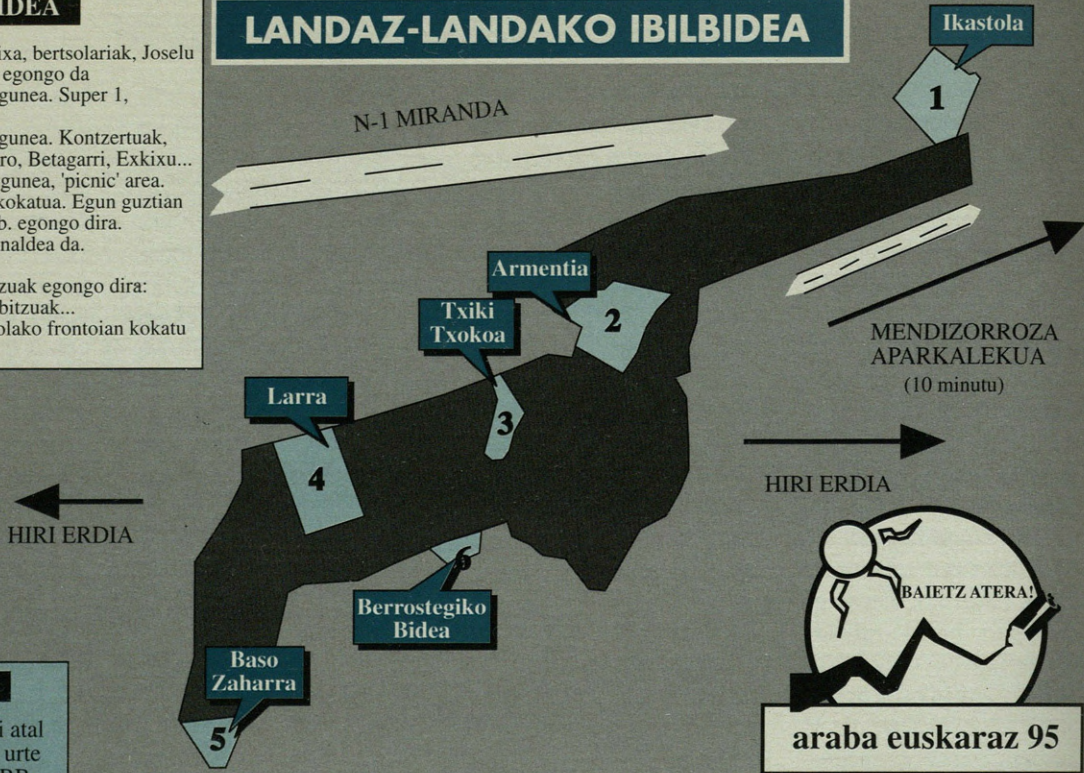 IDEA
ixa, bertsolariak, Joselu
egongo da
gunea. Super 1,
gunea. Kontzertuak,
ro, Betagarri, Exkixu...
gunea, 'picnic' area.
kokatua. Egun guztian
b. egongo dira.
naldea da.
zuak egongo dira:
bitzuak...
olako frontoian kokatu
LANDAZ-LANDAKO IBILBIDEA
Ikastola
1
N-1 MIRANDA
Armentia
2
Txiki
Txokoa
3
MENDIZORROZA
APARKALEKUA
(10 minutu)
Larra
4
HIRI ERDIA
HIRI ERDIA
6
Berrostegiko
Bidea
Baso
Zaharra
5
BAIETZ ATERA!
araba euskaraz 95
i atal
urte